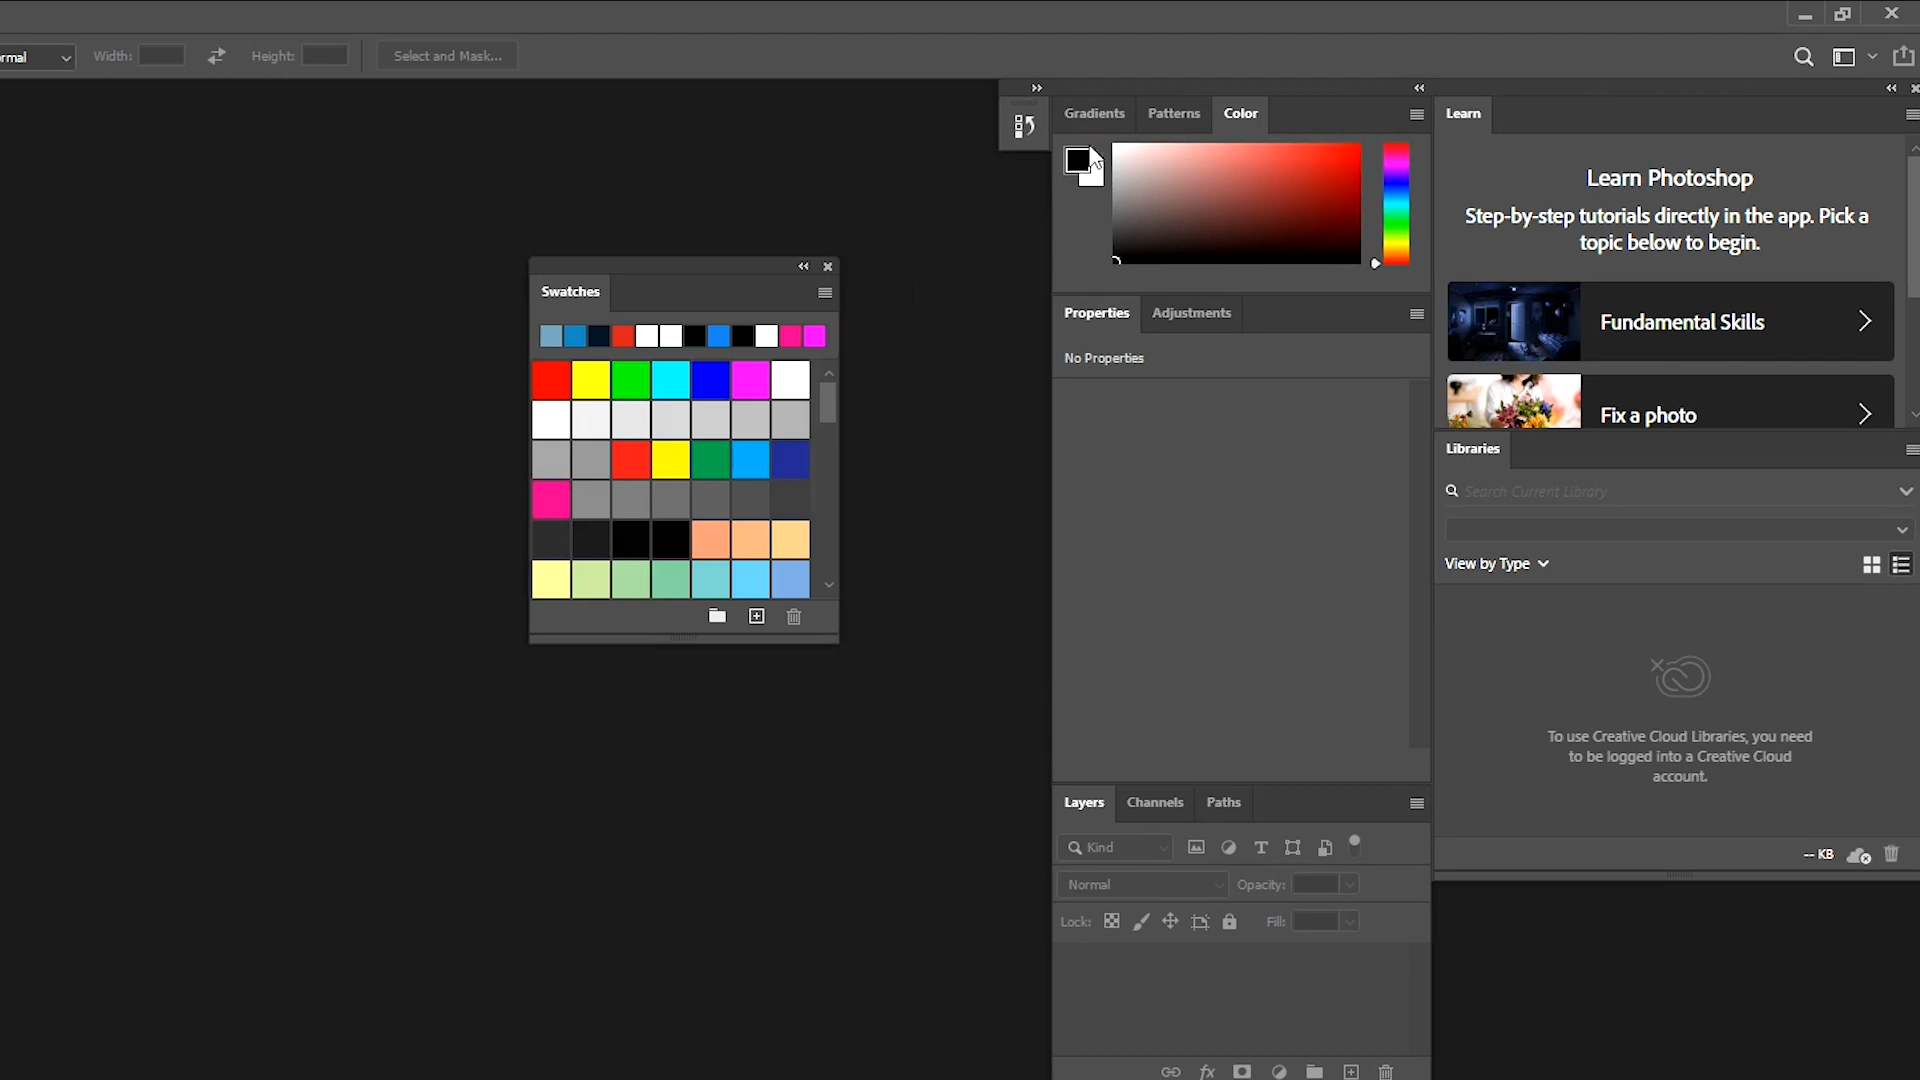 rmal
Width:
Height:
Select and Mask...
Gradients
Patterns
Color
Learn
Learn Photoshop
Step-by-step tutorials directly in the app. Pick a
topic below to begin.
Swatches
Properties
Adjustments
Fundamental Skills
No Properties
Fix a photo
Libraries
Search Current Library
View by Type
To use Creative Cloud Libraries, you need
to be logged into a Creative Cloud
account.
Layers
Channels
Paths
Kind
-- KB
Normal
Opacity:
Lock:
Fill:
fx